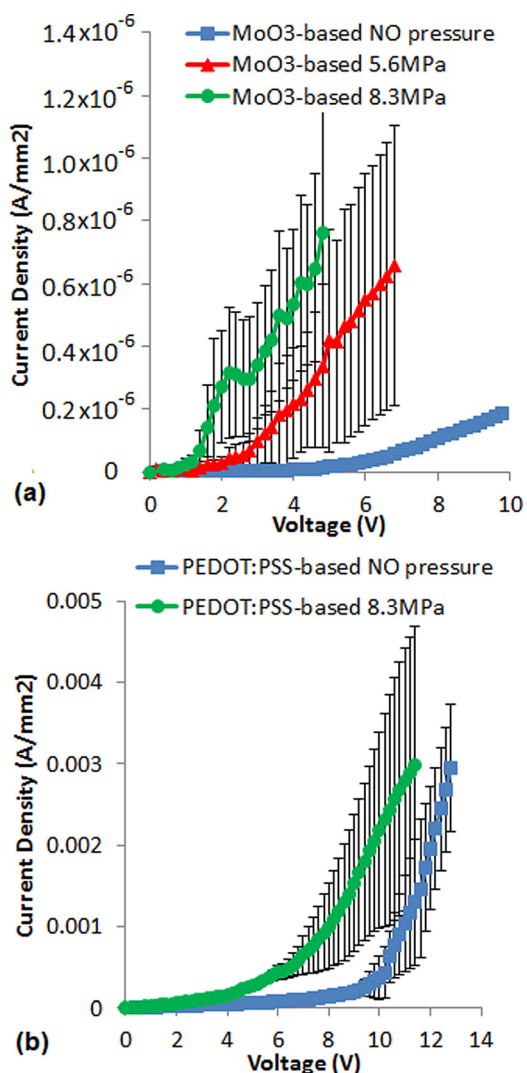 1.4x10-6
MoO3-based NO pressure
MoO3-based 5.6MPa
1.2x10-6
MoO3-based 8.3MPa
1.0x10-6
0.8x10-6
0.6x10-6
0.4x10-6
0.2x10-6
0
Current Density (A/mm2)
0 2 4 6 8 10
Voltage (V)
(a)
PEDOT:PSS-based NO pressure
0.005
PEDOT:PSS-based 8.3MPa
0.004
0.003
0.002
0.001
0
Current Density (A/mm2)
0 2 4 6 8 10 12 14
Voltage (V)
(b)